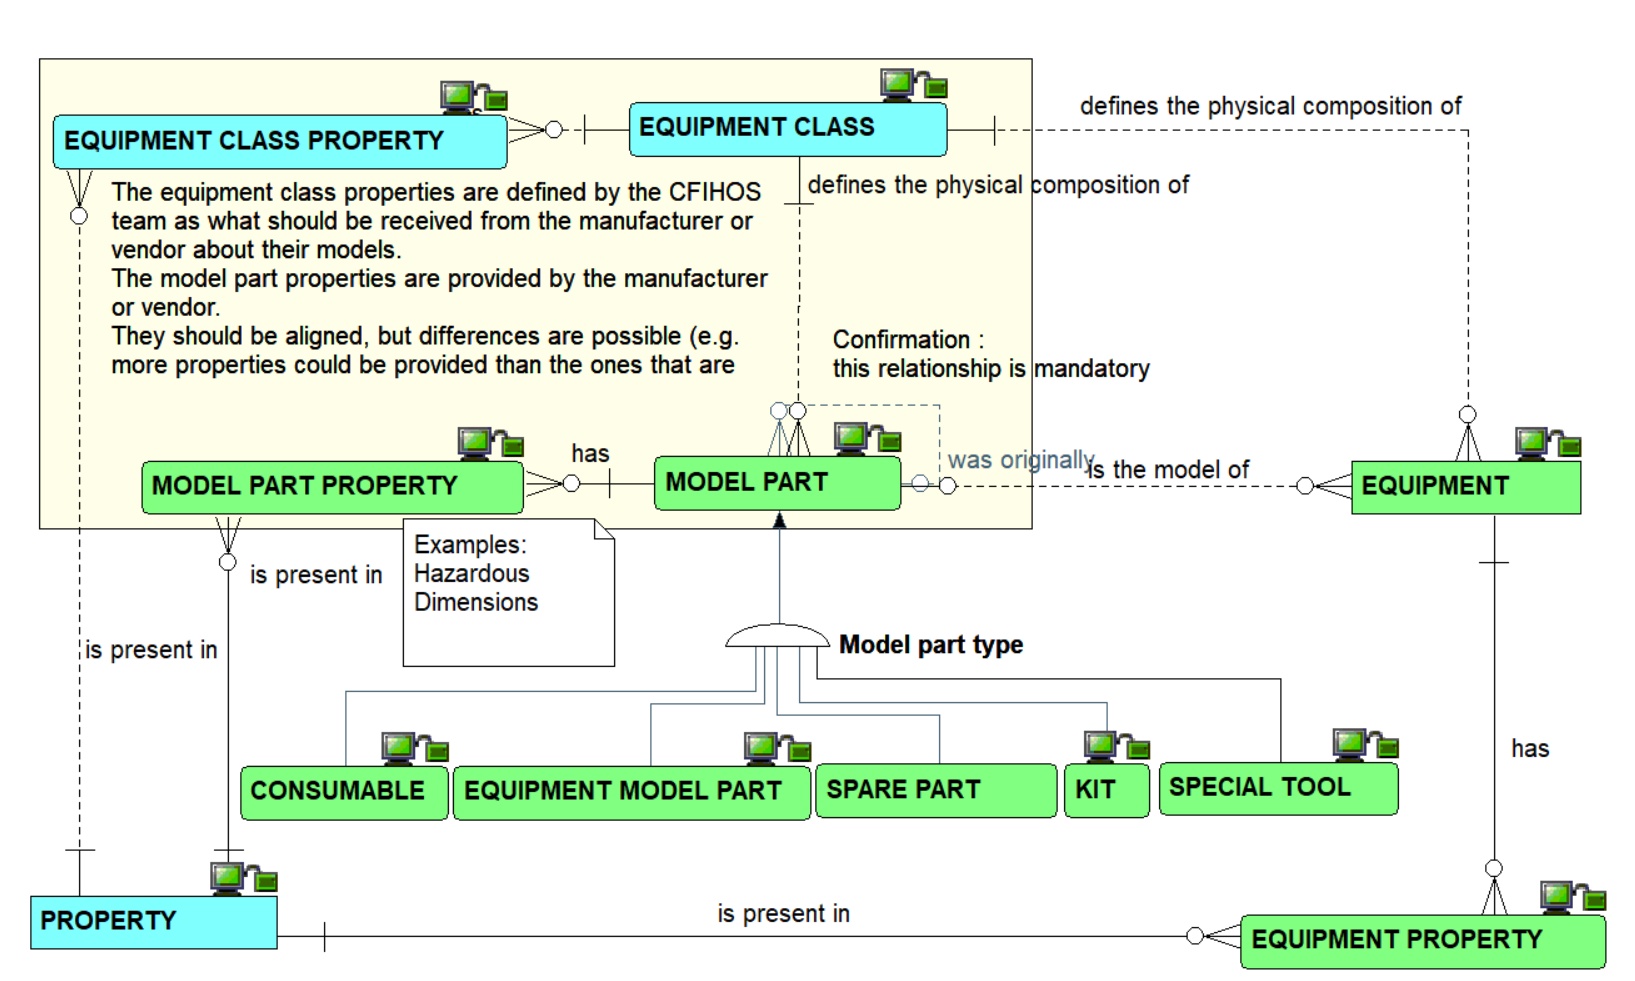 defines the physical composition of
EQUIPMENT CLASS
EQUIPMENT CLASS PROPERTY
defines the physical composition of
The equipment class properties are defined by the CFIHOS
team as what should be received from the manufacturer or
vendor about their models.
The model part properties are provided by the manufacturer
or vendor.
They should be aligned, but differences are possible (e.g.
more properties could be provided than the ones that are
Confirmation :
this relationship is mandatory
has
was originally
is the model of
MODEL PART PROPERTY
MODEL PART
EQUIPMENT
Examples:
Hazardous
Dimensions
is present in
is present in
Model part type
has
CONSUMABLE
EQUIPMENT MODEL PART
SPARE PART
KIT
SPECIAL TOOL
PROPERTY
is present in
EQUIPMENT PROPERTY